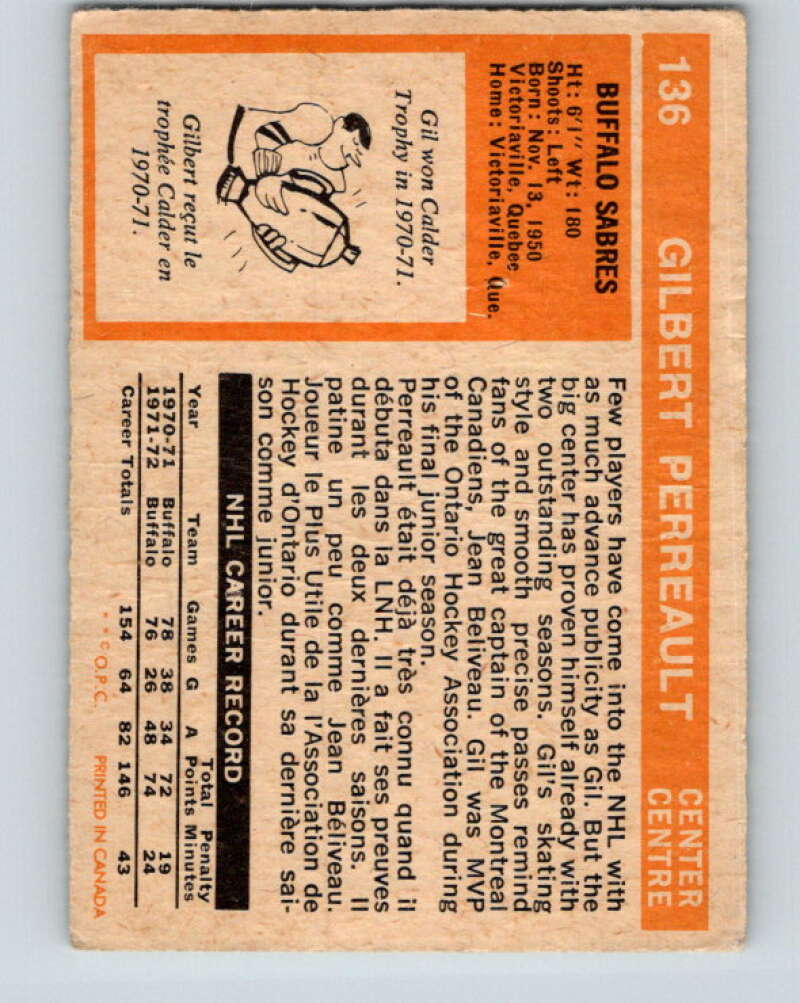 136 GILBERT PERREAULT CENTER
CENTRE
BUFFALO SABRES
Ht: 6'1" Wt: 180
Shoots: Left
Born: Nov. 13, 1950
Victoriaville, Quebec
Home: Victoriaville, Que.
Gil won Calder
Trophy in 1970-71.
Gilbert reçut le
trophée Calder en
1970-71.
Few players have come into the NHL with
as much advance publicity as Gil. But the
big center has proven himself already with
two outstanding seasons. Gil's skating
style and smooth precise passes remind
fans of the great captain of the Montreal
Canadiens, Jean Beliveau. Gil was MVP
of the Ontario Hockey Association during
his final junior season.
Perreault était déjà très connu quand il
débuta dans la LNH. Il a fait ses preuves
durant les deux dernières saisons. Il
patine un peu comme Jean Béliveau.
Joueur le Plus Utile de la l'Association de
Hockey d'Ontario durant sa dernière sai-
son comme junior.
NHL CAREER RECORD
Total Penalty
Year Team Games G A Points Minutes
1970-71 Buffalo 78 38 34 72 19
1971-72 Buffalo 76 26 48 74 24
Career Totals 154 64 82 146 43
* * © O.P.C. PRINTED IN CANADA